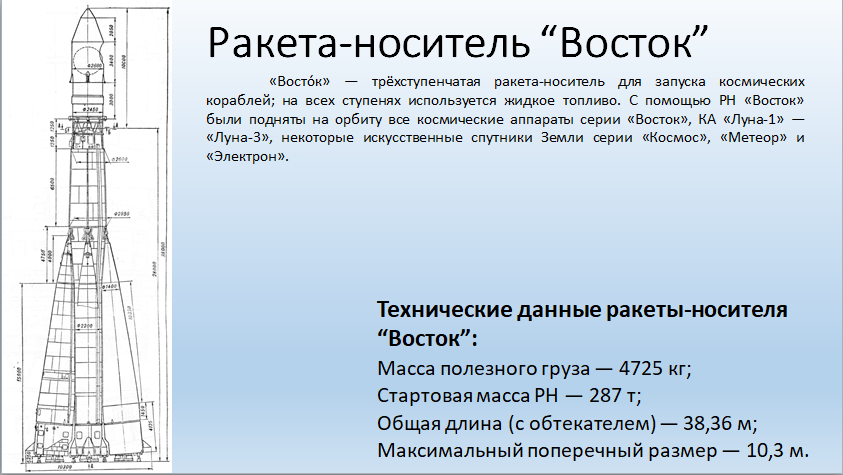 Ракета-носитель “Восток”
«Восто́к» — трёхступенчатая ракета-носитель для запуска космических
кораблей; на всех ступенях используется жидкое топливо. С помощью РН «Восток»
были подняты на орбиту все космические аппараты серии «Восток», КА «Луна-1» —
«Луна-3», некоторые искусственные спутники Земли серии «Космос», «Метеор» и
«Электрон».
Технические данные ракеты-носителя
“Восток”:
Масса полезного груза — 4725 кг;
Стартовая масса РН — 287 т;
Общая длина (с обтекателем) — 38,36 м;
Максимальный поперечный размер — 10,3 м.
10300